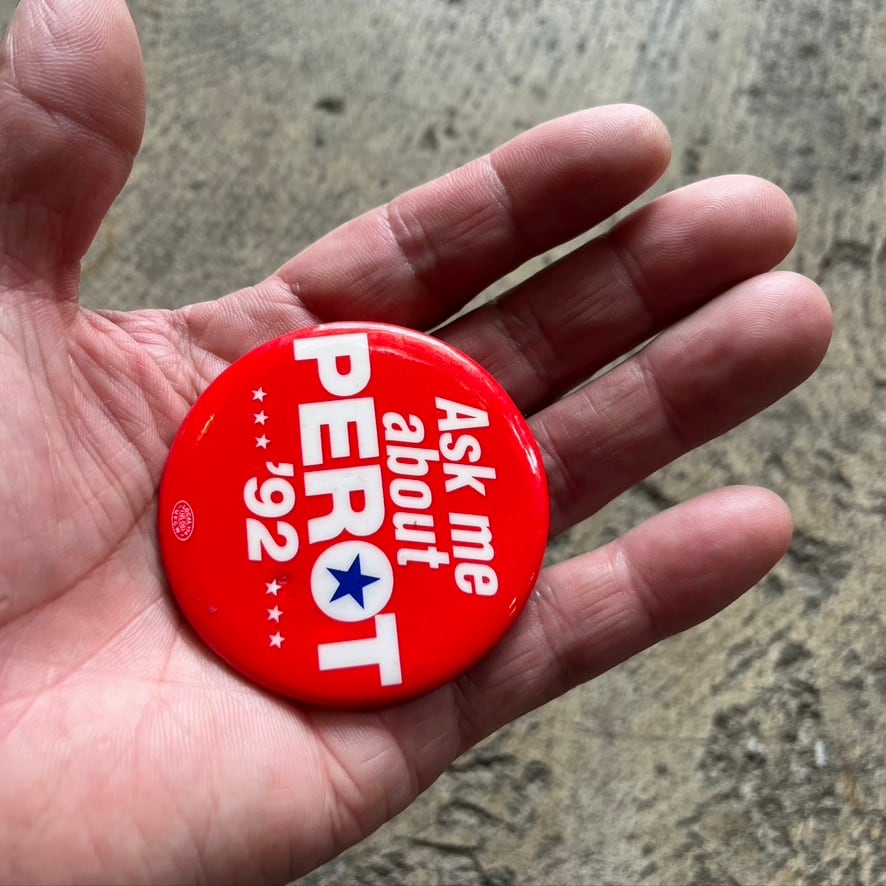 Ask me
about
PEROT
'92